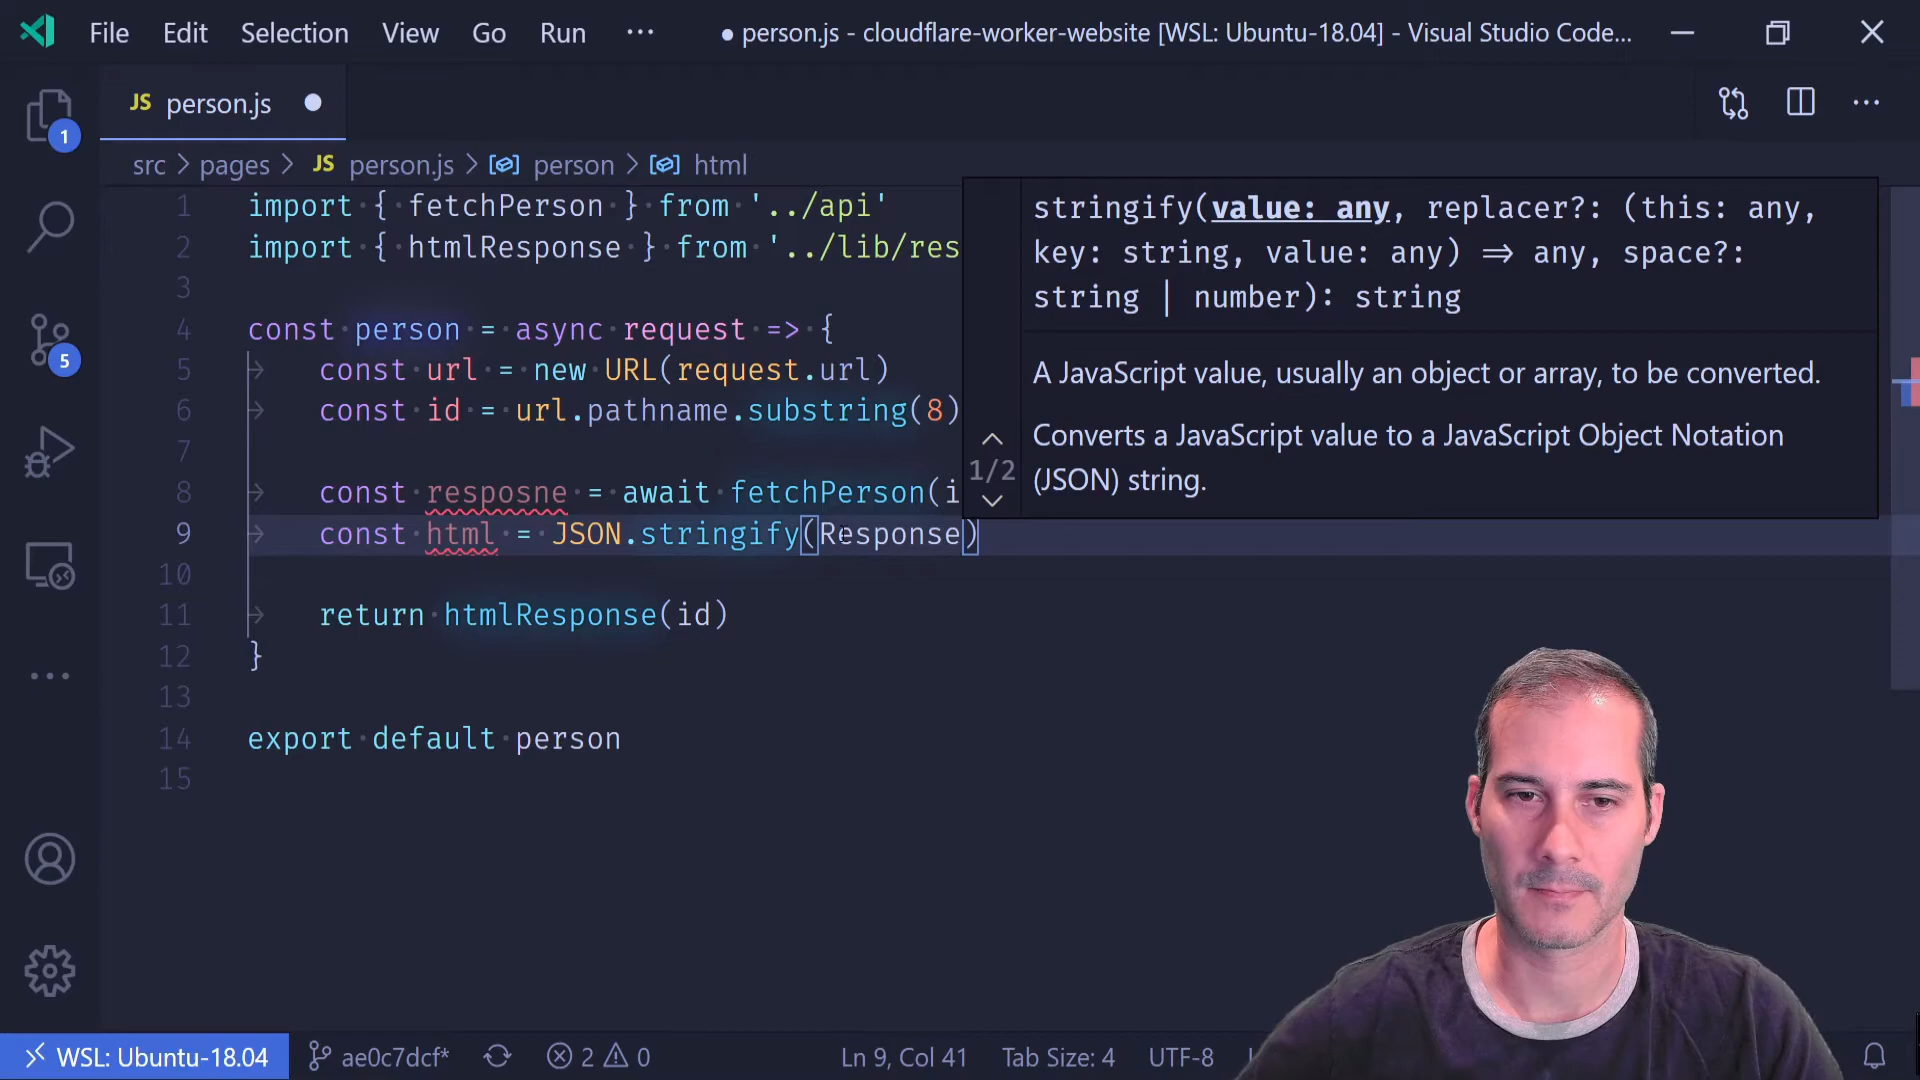 File Edit Selection View Go Run ··· ● person.js - cloudflare-worker-website [WSL: Ubuntu-18.04] - Visual Studio Code...
JS person.js ●
1
src > pages > JS person.js > person > html
1 import { fetchPerson } from '../api'
2 import { htmlResponse } from '../lib/res
3
4 const person = async request => {
5 const url = new URL(request.url)
6 const id = url.pathname.substring(8)
7
8 const resposne = await fetchPerson(i
9 const html = JSON.stringify(Response)
10
11 return htmlResponse(id)
12 }
13
14 export default person
15
stringify(value: any, replacer?: (this: any,
key: string, value: any) => any, space?:
string | number): string
A JavaScript value, usually an object or array, to be converted.
1/2
Converts a JavaScript value to a JavaScript Object Notation
(JSON) string.
5
WSL: Ubuntu-18.04 ae0c7dcf* 2 0 Ln 9, Col 41 Tab Size: 4 UTF-8